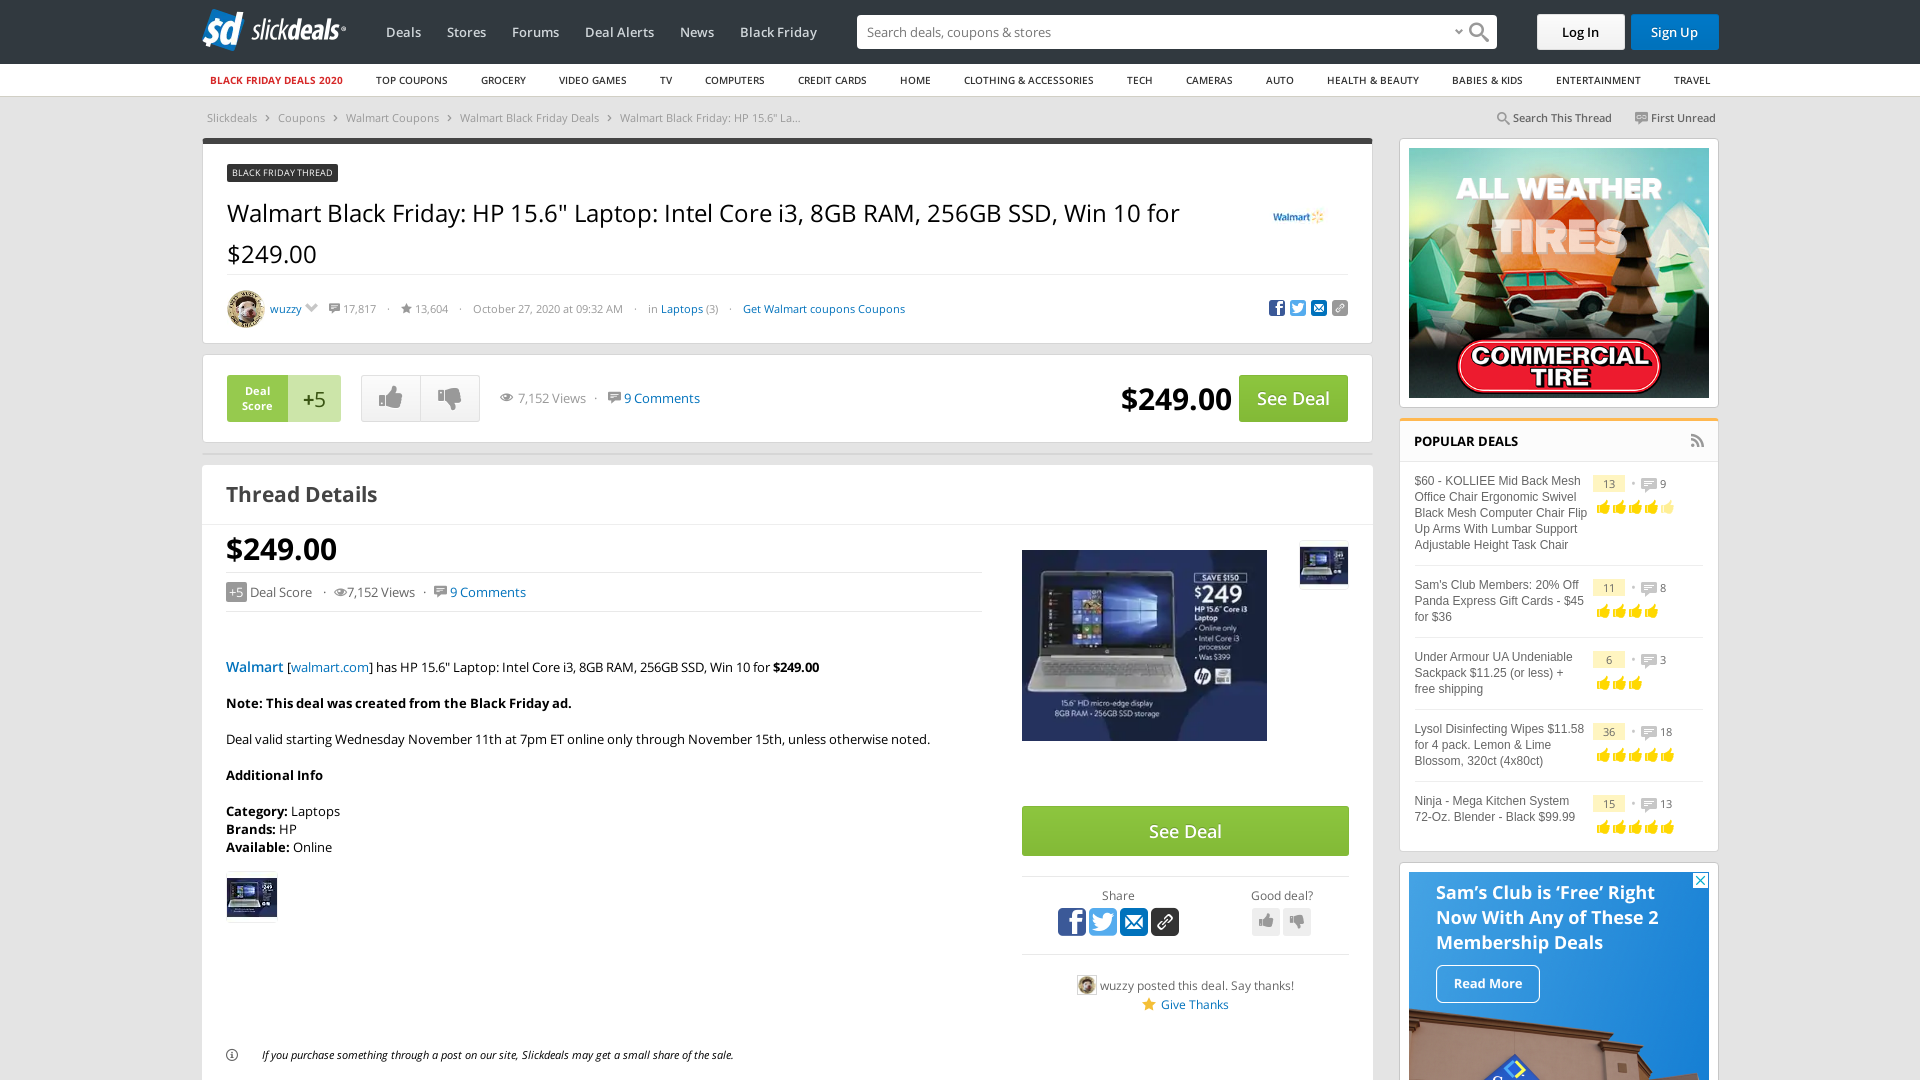 slickdeals
Deals
Stores
Forums
Deal Alerts
News
Black Friday
Search deals, coupons & shops
Log In
Sign Up
BLACK FRIDAY DEALS 2020
TOP COUPONS
GROCERY
VIDEO GAMES
TV
COMPUTERS
CREDIT CARDS
HOME
CLOTHING & ACCESSORIES
TECH
CAMERAS
AUTO
HEALTH & BEAUTY
BABIES & KIDS
ENTERTAINMENT
TRAVEL
Slickdeals › Coupons › Walmart Coupons › Walmart Black Friday Deals › Walmart Black Friday: HP 15.6" La...
Search This Thread
First Unread
BLACK FRIDAY THREAD
Walmart Black Friday: HP 15.6" Laptop: Intel Core i3, 8GB RAM, 256GB SSD, Win 10 for
$249.00
Walmart
wuzzy 17,817 · 13,604 · October 27, 2020 at 09:32 AM · in Laptops (3) · Get Walmart coupons Coupons
Deal
Score
+5
7,152 Views · 9 Comments
$249.00
See Deal
Thread Details
$249.00
+5 Deal Score · 7,152 Views · 9 Comments
Walmart [walmart.com] has HP 15.6" Laptop: Intel Core i3, 8GB RAM, 256GB SSD, Win 10 for $249.00
Note: This deal was created from the Black Friday ad.
Deal valid starting Wednesday November 11th at 7pm ET online only through November 15th, unless otherwise noted.
Additional Info
Category: Laptops
Brands: HP
Available: Online
If you purchase something through a post on our site, Slickdeals may get a small share of the sale.
SAVE $150
$249
HP 15.6" Core i3
Laptop
• Online only
• Intel Core i3
processor
• Was $399
hp
15.6" HD micro-edge display
8GB RAM • 256GB SSD storage
See Deal
Share
Good deal?
wuzzy posted this deal. Say thanks!
Give Thanks
ALL WEATHER
TIRES
COMMERCIAL
TIRE
POPULAR DEALS
$60 - KOLLIEE Mid Back Mesh
Office Chair Ergonomic Swivel
Black Mesh Computer Chair Flip
Up Arms With Lumbar Support
Adjustable Height Task Chair
13 • 9
Sam's Club Members: 20% Off
Panda Express Gift Cards - $45
for $36
11 • 8
Under Armour UA Undeniable
Sackpack $11.25 (or less) +
free shipping
6 • 3
Lysol Disinfecting Wipes $11.58
for 4 pack. Lemon & Lime
Blossom, 320ct (4x80ct)
36 • 18
Ninja - Mega Kitchen System
72-Oz. Blender - Black $99.99
15 • 13
Sam's Club is ‘Free’ Right
Now With Any of These 2
Membership Deals
Read More